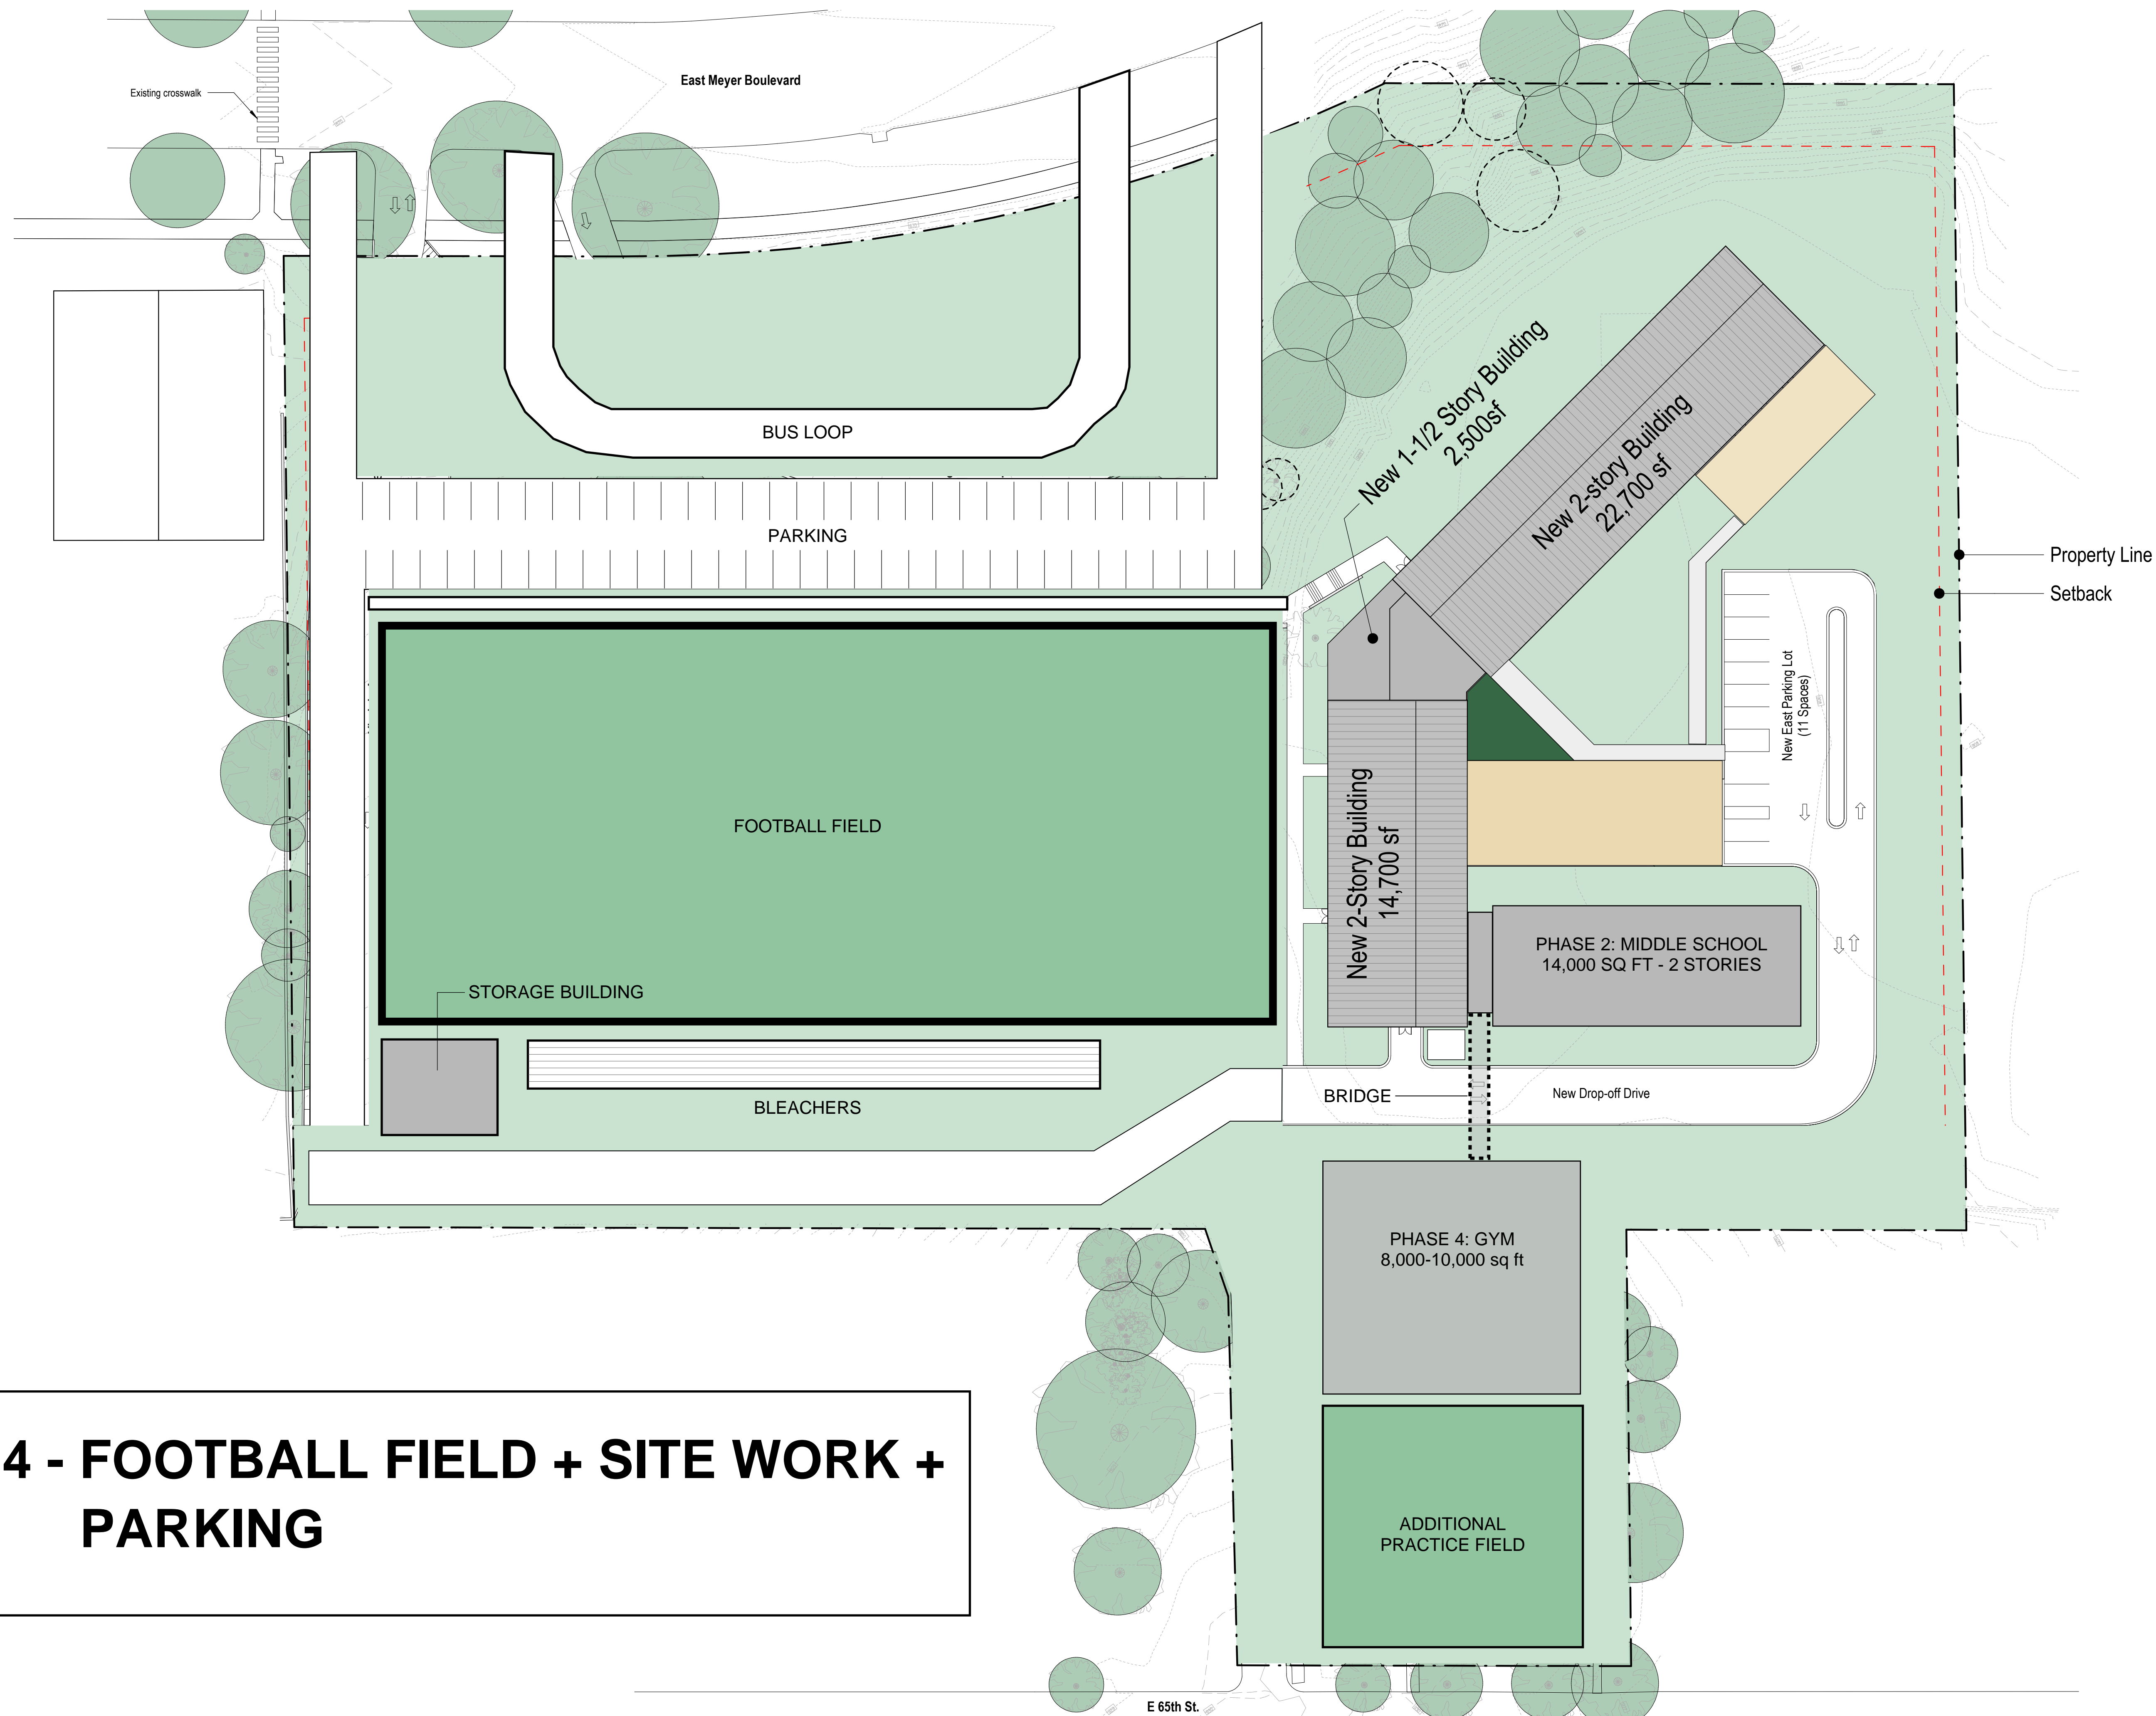 East Meyer Boulevard
Existing crosswalk
New 1-1/2 Story Building
2,500sf
New 2-story Building
22,700 sf
BUS LOOP
PARKING
Property Line
Setback
New East Parking Lot
(11 Spaces)
FOOTBALL FIELD
New 2-Story Building
14,700 sf
PHASE 2: MIDDLE SCHOOL
14,000 SQ FT - 2 STORIES
STORAGE BUILDING
BLEACHERS
BRIDGE
New Drop-off Drive
PHASE 4: GYM
8,000-10,000 sq ft
4 - FOOTBALL FIELD + SITE WORK +
PARKING
ADDITIONAL
PRACTICE FIELD
E 65th St.